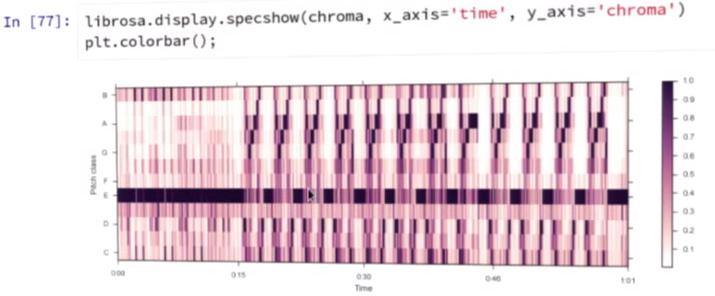 In [77]: librosa.display.specshow(chroma, x_axis='time', y_axis='chroma')
plt.colorbar();
B
A
G
F
E
D
C
Pitch class
0:00 0:15 0:30 0:46 1:01
Time
1.0
0.9
0.8
0.7
0.6
0.5
0.4
0.3
0.2
0.1